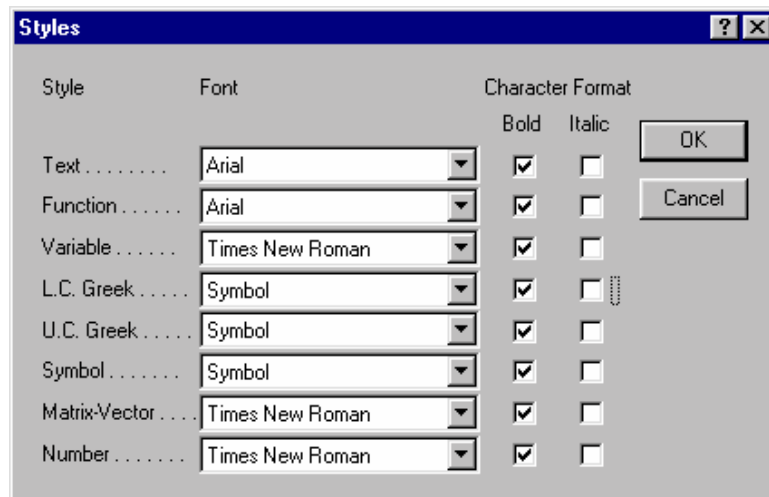 Styles
Style Font Character Format
Bold Italic
OK
Text . . . . . . . . Arial
Cancel
Function . . . . . . Arial
Variable . . . . . . Times New Roman
L.C. Greek . . . . . Symbol
U.C. Greek . . . . . Symbol
Symbol . . . . . . . Symbol
Matrix-Vector . . . . Times New Roman
Number . . . . . . . Times New Roman